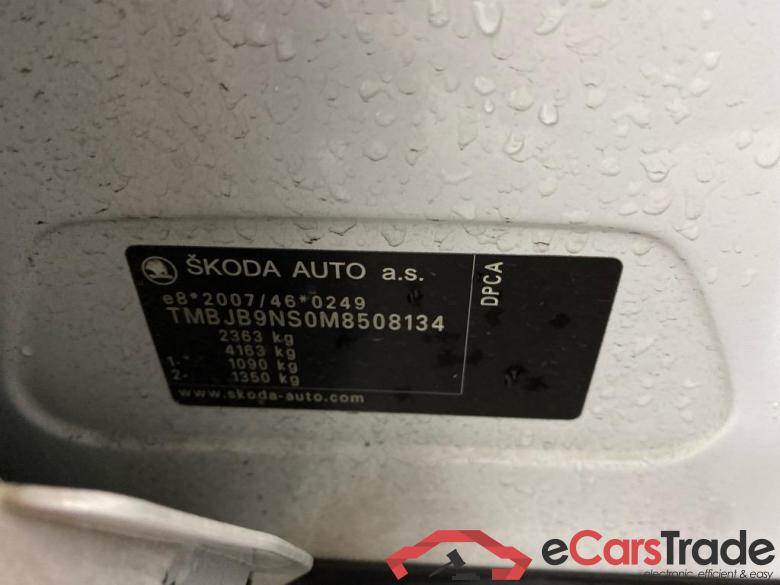 ŠKODA AUTO a.s.
DPCA
e8*2007/46*0249
TMBJB9NS0M8508134
2363 kg
4163 kg
1- 1090 kg
2- 1350 kg
www.skoda-auto.com
eCarsTrade
electronic, efficient & easy